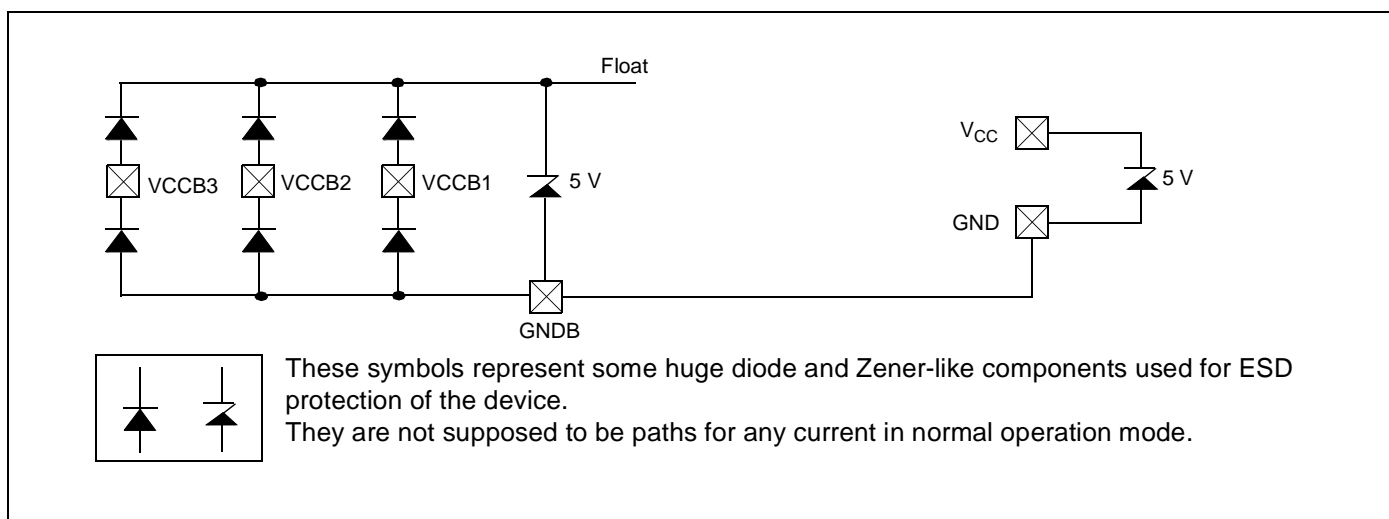 Float
V_CC
VCCB3
VCCB2
VCCB1
5 V
5 V
GND
GNDB
These symbols represent some huge diode and Zener-like components used for ESD
protection of the device.
They are not supposed to be paths for any current in normal operation mode.